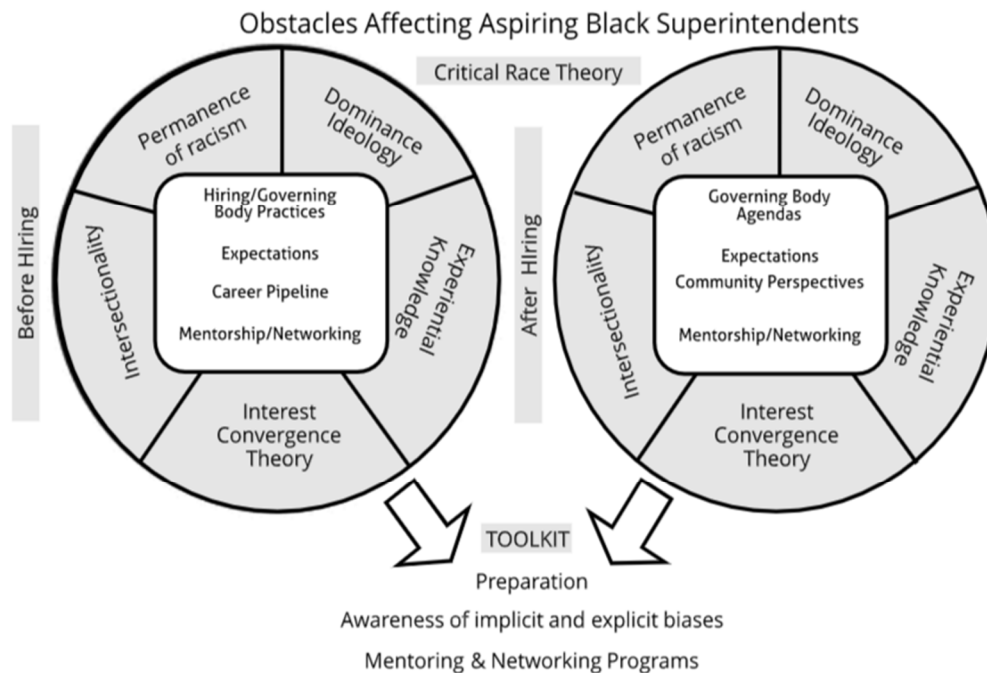 Obstacles Affecting Aspiring Black Superintendents
Critical Race Theory
Before HIring
Permanence
of racism
Dominance
Ideology
Intersectionality
Experiential
Knowledge
Interest
Convergence
Theory
Hiring/Governing
Body Practices
Expectations
Career Pipeline
Mentorship/Networking
After HIring
Permanence
of racism
Dominance
Ideology
Intersectionality
Experiential
Knowledge
Interest
Convergence
Theory
Governing Body
Agendas
Expectations
Community Perspectives
Mentorship/Networking
TOOLKIT
Preparation
Awareness of implicit and explicit biases
Mentoring & Networking Programs